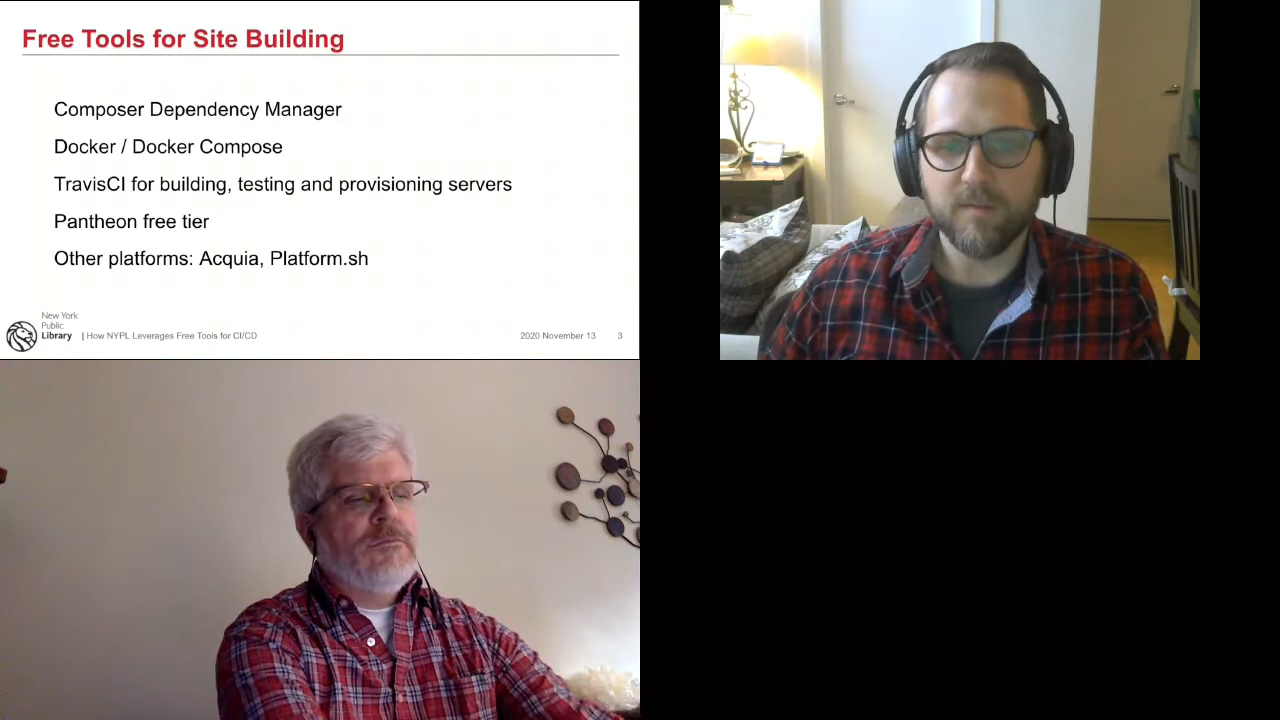 Free Tools for Site Building
Composer Dependency Manager
Docker / Docker Compose
TravisCI for building, testing and provisioning servers
Pantheon free tier
Other platforms: Acquia, Platform.sh
New York
Public
Library | How NYPL Leverages Free Tools for CI/CD 2020 November 13 3